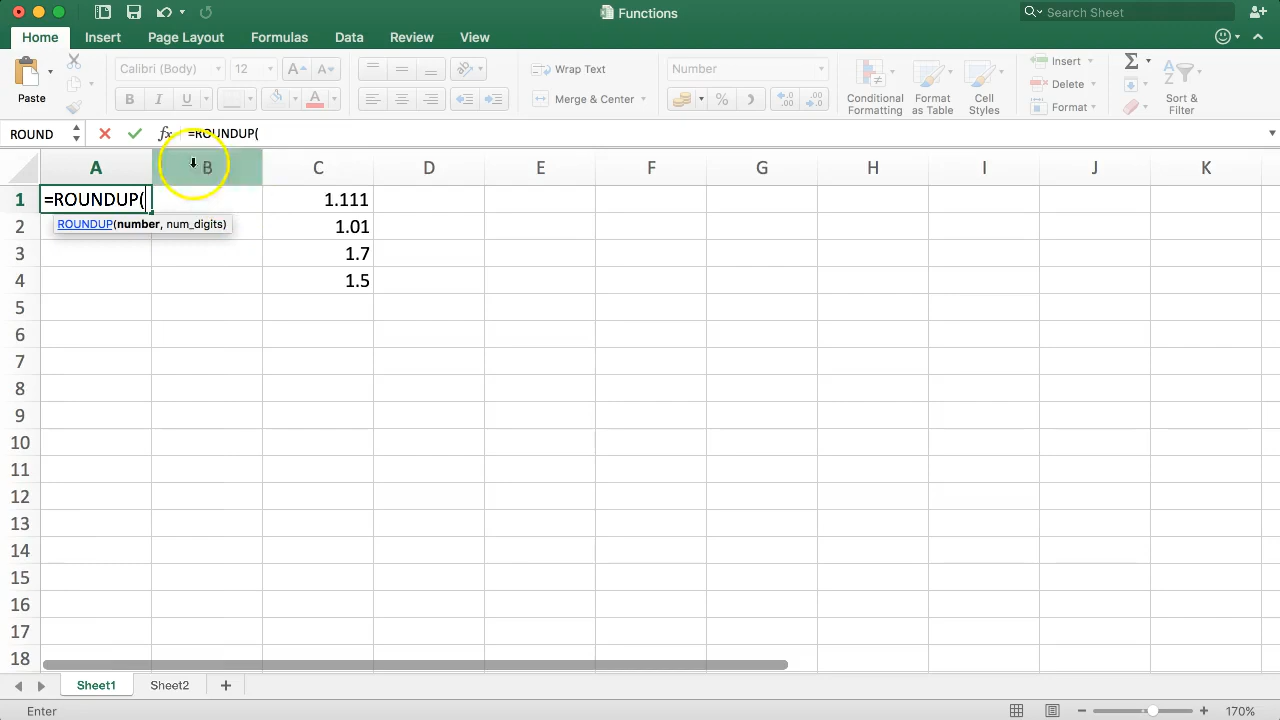 Functions
Search Sheet
Home Insert Page Layout Formulas Data Review View
Paste
Calibri (Body) 12
A A
B I U A
Wrap Text
Merge & Center
Number
%
Conditional Formatting
Format as Table
Cell Styles
Insert
Delete
Format
Sort & Filter
ROUND fx =ROUNDUP(
A B C D E F G H I J K
1 =ROUNDUP( 1.111
ROUNDUP(number, num_digits)
2 1.01
3 1.7
4 1.5
5
6
7
8
9
10
11
12
13
14
15
16
17
18
Sheet1 Sheet2 +
Enter 170%